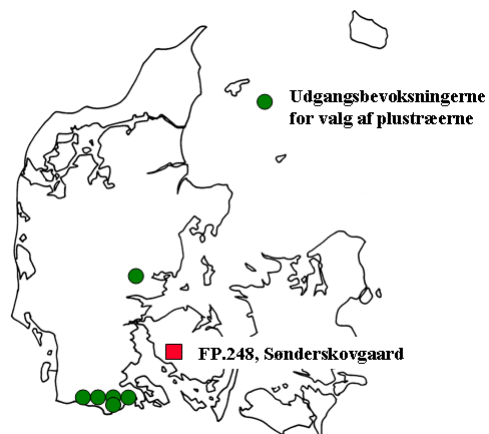 Udgangsbevoksningerne
for valg af plustræerne
FP.248, Sønderskovgaard